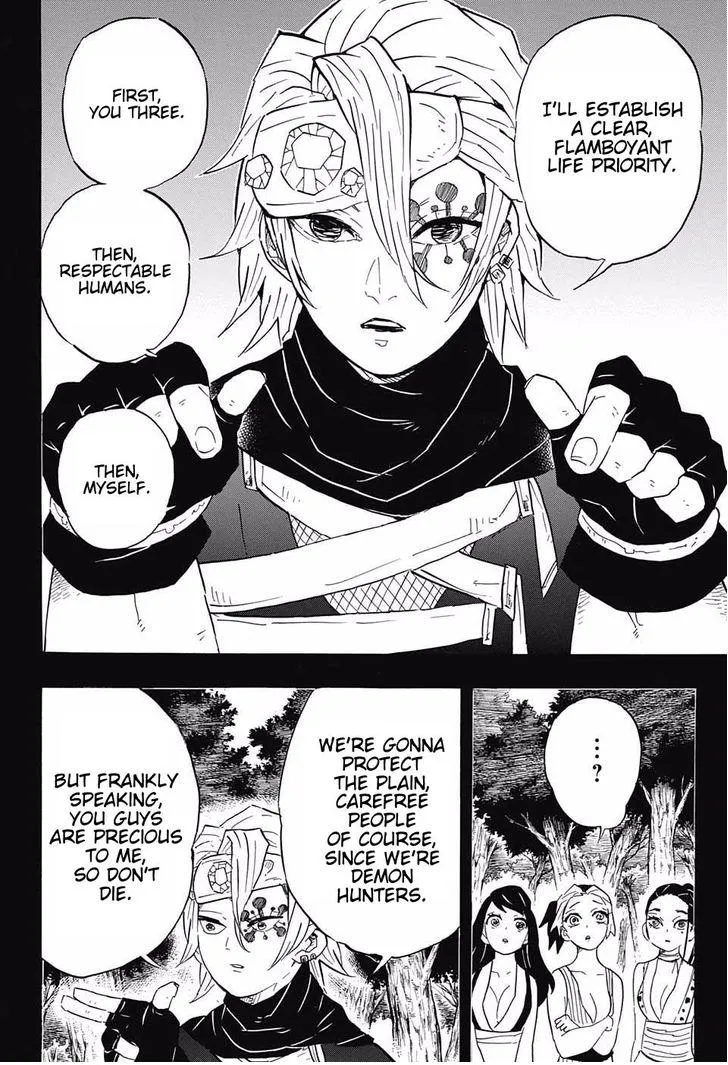 I'LL ESTABLISH
A CLEAR,
FLAMBOYANT
LIFE PRIORITY.
FIRST,
YOU THREE.
THEN,
RESPECTABLE
HUMANS.
THEN,
MYSELF.
...
?
WE'RE GONNA
PROTECT
THE PLAIN,
CAREFREE
PEOPLE
OF COURSE,
SINCE WE'RE
DEMON
HUNTERS.
BUT FRANKLY
SPEAKING,
YOU GUYS
ARE PRECIOUS
TO ME,
SO DON'T
DIE.